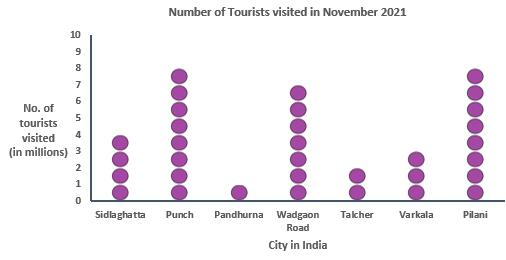 Number of Tourists visited in November 2021
10
9
8
7
6
5
4
3
2
1
0
No. of
tourists
visited
(in millions)
Sidlaghatta
Punch
Pandhurna
Wadgaon
Road
Talcher
Varkala
Pilani
City in India